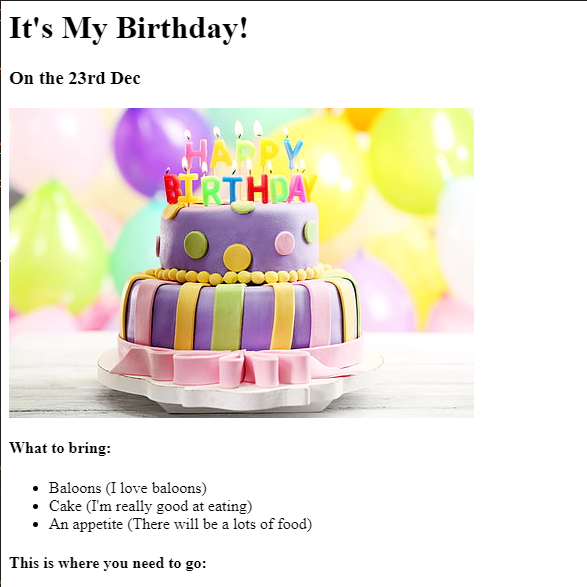 It's My Birthday!
On the 23rd Dec
HAPPY
BIRTHDAY
What to bring:
Baloons (I love baloons)
Cake (I'm really good at eating)
An appetite (There will be a lots of food)
This is where you need to go: